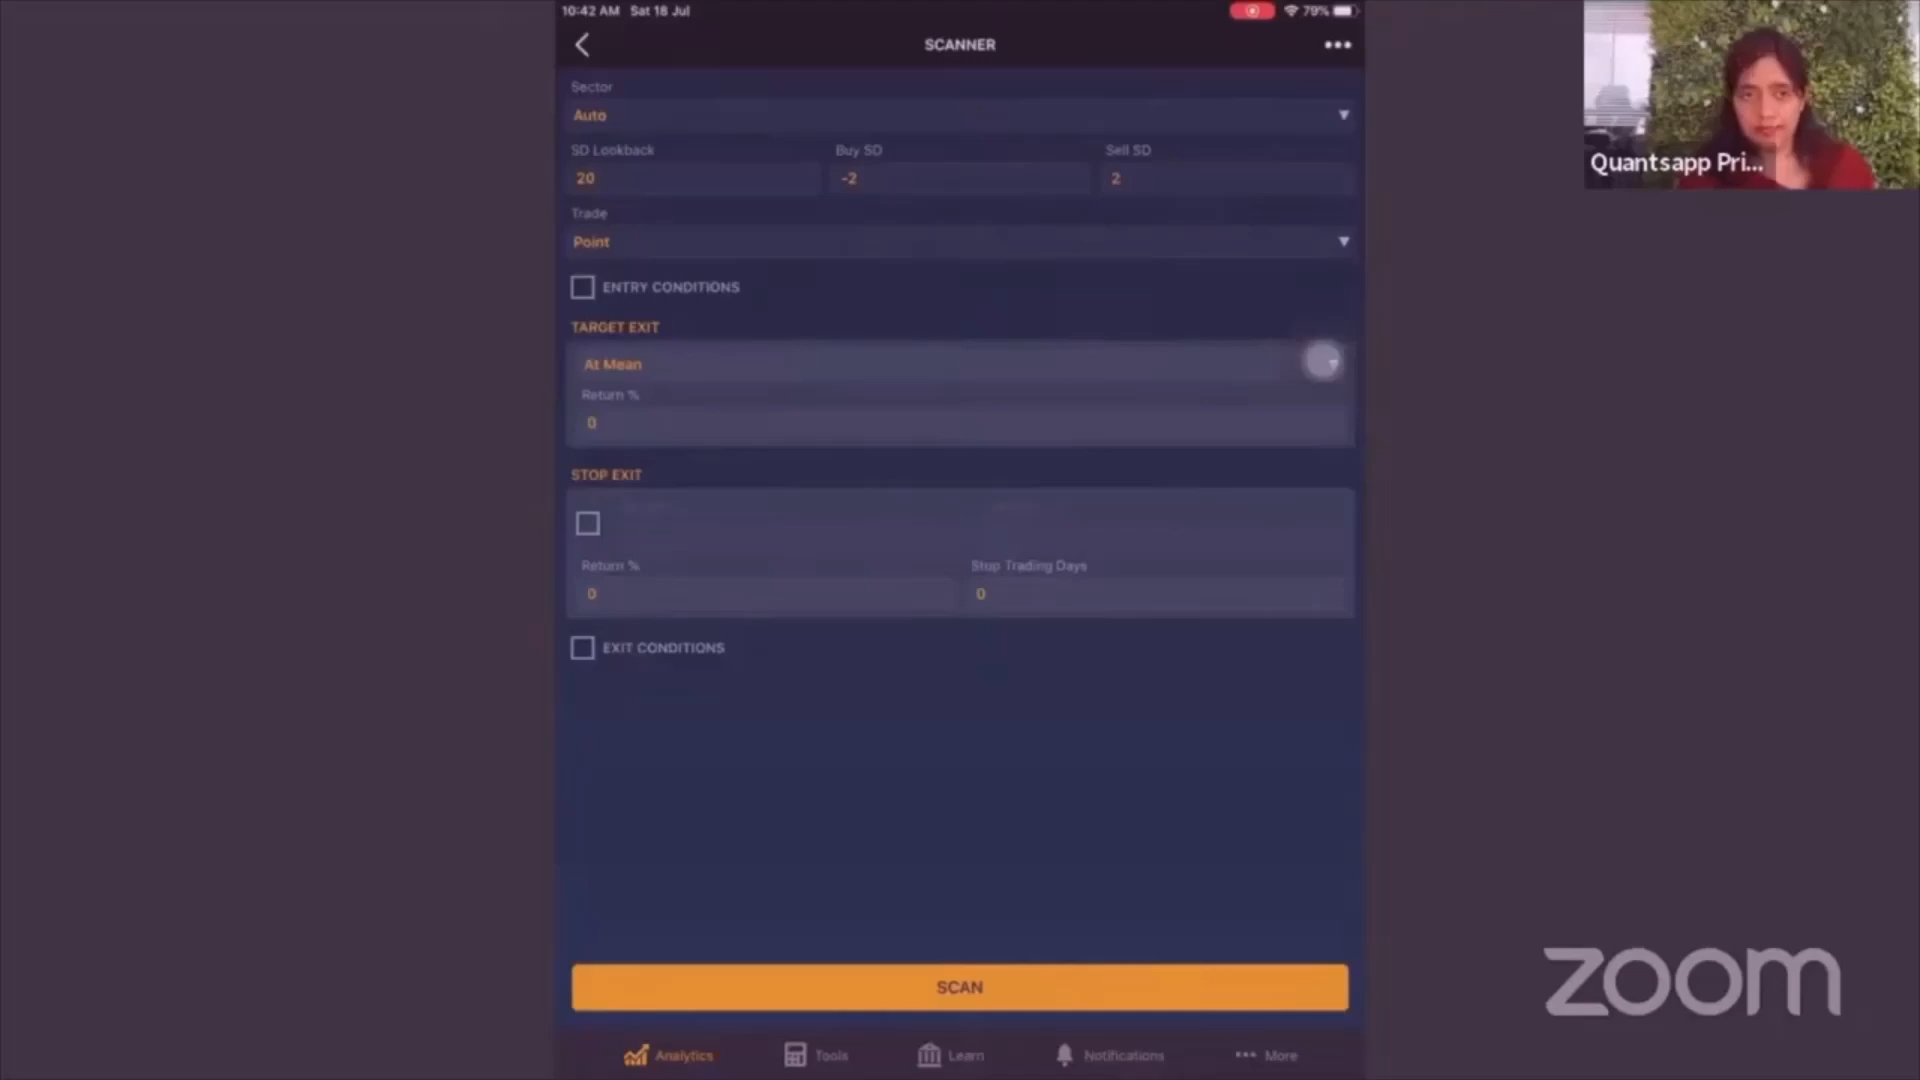 10:42 AM Sat 18 Jul
79%
SCANNER
Sector
Auto
SD Lookback Buy SD Sell SD
20 -2 2
Trade
Point
ENTRY CONDITIONS
TARGET EXIT
At Mean
Return %
0
STOP EXIT
Return % Stop Trading Days
0 0
EXIT CONDITIONS
SCAN
Analytics Tools Learn Notifications More
Quantsapp Pri...
zoom